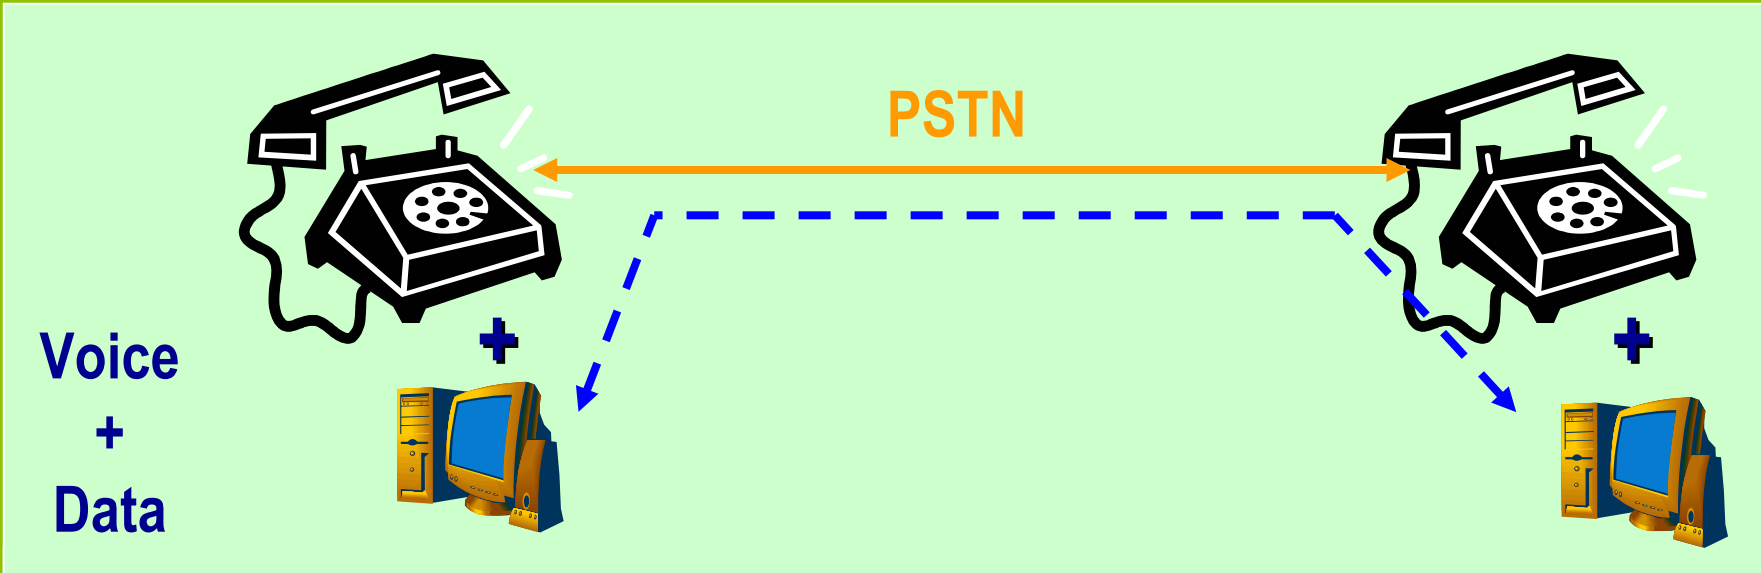 PSTN
+
+
Voice
+
Data